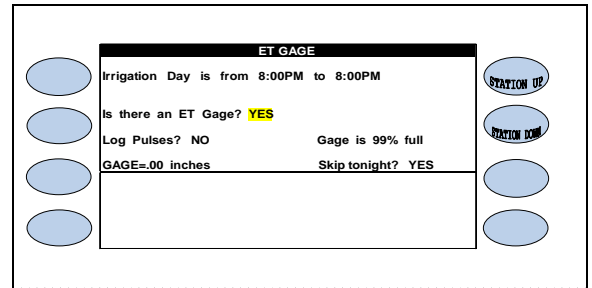 ET GAGE
Irrigation Day is from 8:00PM to 8:00PM
STATION UP
Is there an ET Gage? YES
STATION DOWN
Log Pulses? NO Gage is 99% full
GAGE=.00 inches Skip tonight? YES